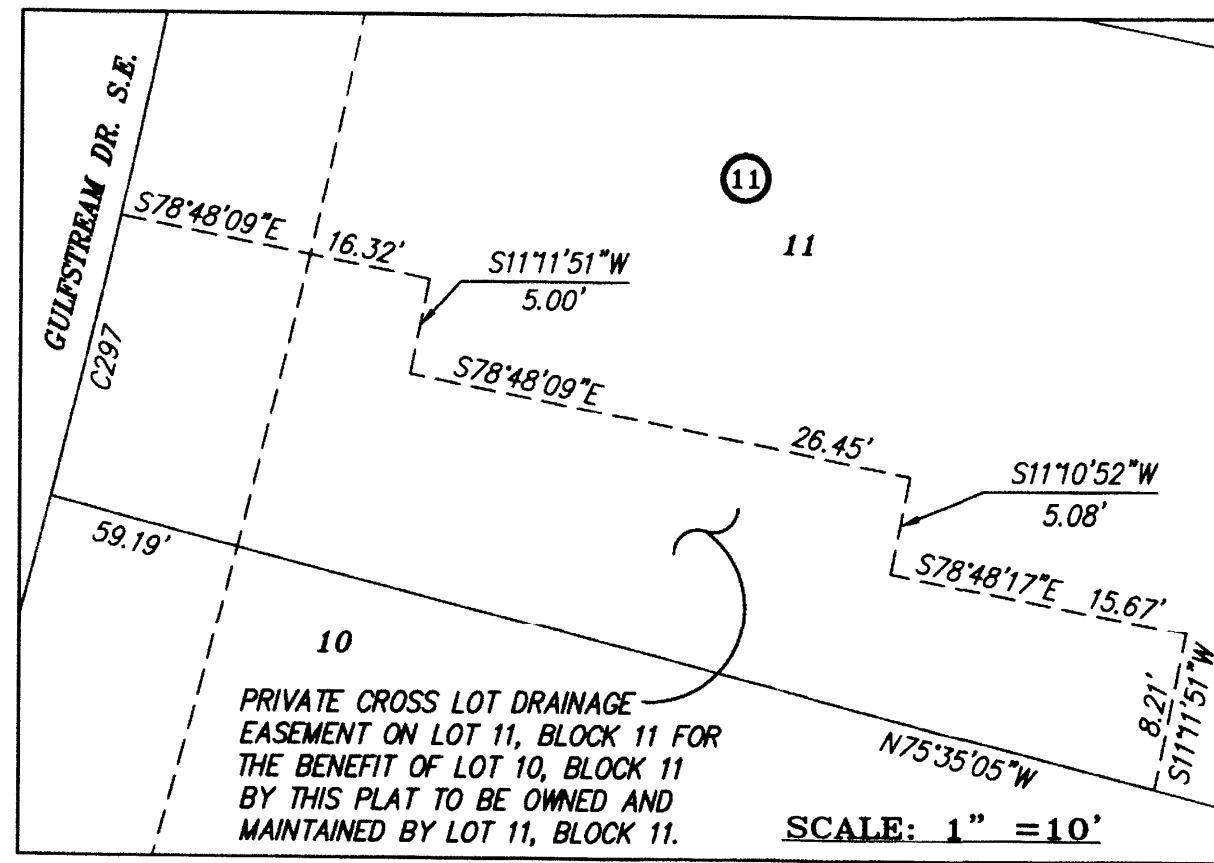 GULFSTREAM DR. S.E.
C297
S78°48'09"E
16.32'
11
11
S11°11'51"W
5.00'
S78°48'09"E
26.45'
S11°10'52"W
5.08'
S78°48'17"E
15.67'
8.21'
S11°11'51"W
59.19'
N75°35'05"W
10
PRIVATE CROSS LOT DRAINAGE
EASEMENT ON LOT 11, BLOCK 11 FOR
THE BENEFIT OF LOT 10, BLOCK 11
BY THIS PLAT TO BE OWNED AND
MAINTAINED BY LOT 11, BLOCK 11.
SCALE: 1" =10'